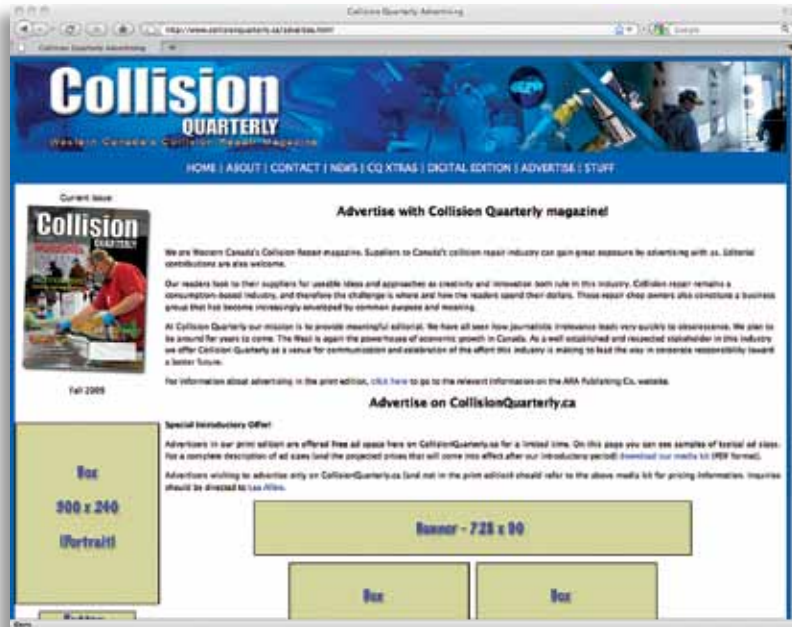 Collision Quarterly Advertising
http://www.collisionquarterly.ca/advertise.html
Google
Collision Quarterly Advertising
Collision
QUARTERLY
Western Canada's Collision Repair Magazine
HOME | ABOUT | CONTACT | NEWS | CQ XTRAS | DIGITAL EDITION | ADVERTISE | STUFF
Current Issue
Collision
QUARTERLY
Fall 2009
Box
300 x 240
(Portrait)
Button
Advertise with Collision Quarterly magazine!
We are Western Canada's Collision Repair magazine. Suppliers to Canada's collision repair industry can gain great exposure by advertising with us. Editorial
contributions are also welcome.
Our readers look to their suppliers for useable ideas and approaches as creativity and innovation both rule in this industry. Collision repair remains a
consumption-based industry, and therefore the challenge is where and how the readers spend their dollars. Those repair shop owners also constitute a business
group that has become increasingly enveloped by common purpose and meaning.
At Collision Quarterly our mission is to provide meaningful editorial. We have all seen how journalistic irrelevance leads very quickly to obsolescence. We plan to
be around for years to come. The West is again the powerhouse of economic growth in Canada. As a well established and respected stakeholder in this industry
we offer Collision Quarterly as a venue for communication and celebration of the effort this industry is making to lead the way in corporate responsibility toward
a better future.
For information about advertising in the print edition, click here to go to the relevant information on the ARA Publishing Co. website.
Advertise on CollisionQuarterly.ca
Special Introductory Offer!
Advertisers in our print edition are offered free ad space here on CollisionQuarterly.ca for a limited time. On this page you can see samples of typical ad sizes.
For a complete description of ad sizes (and the projected prices that will come into effect after our introductory period) download our media kit (PDF format).
Advertisers wishing to advertise only on CollisionQuarterly.ca (and not in the print edition) should refer to the above media kit for pricing information. Inquiries
should be directed to Lea Allen.
Banner - 728 x 90
Box
Box
Done